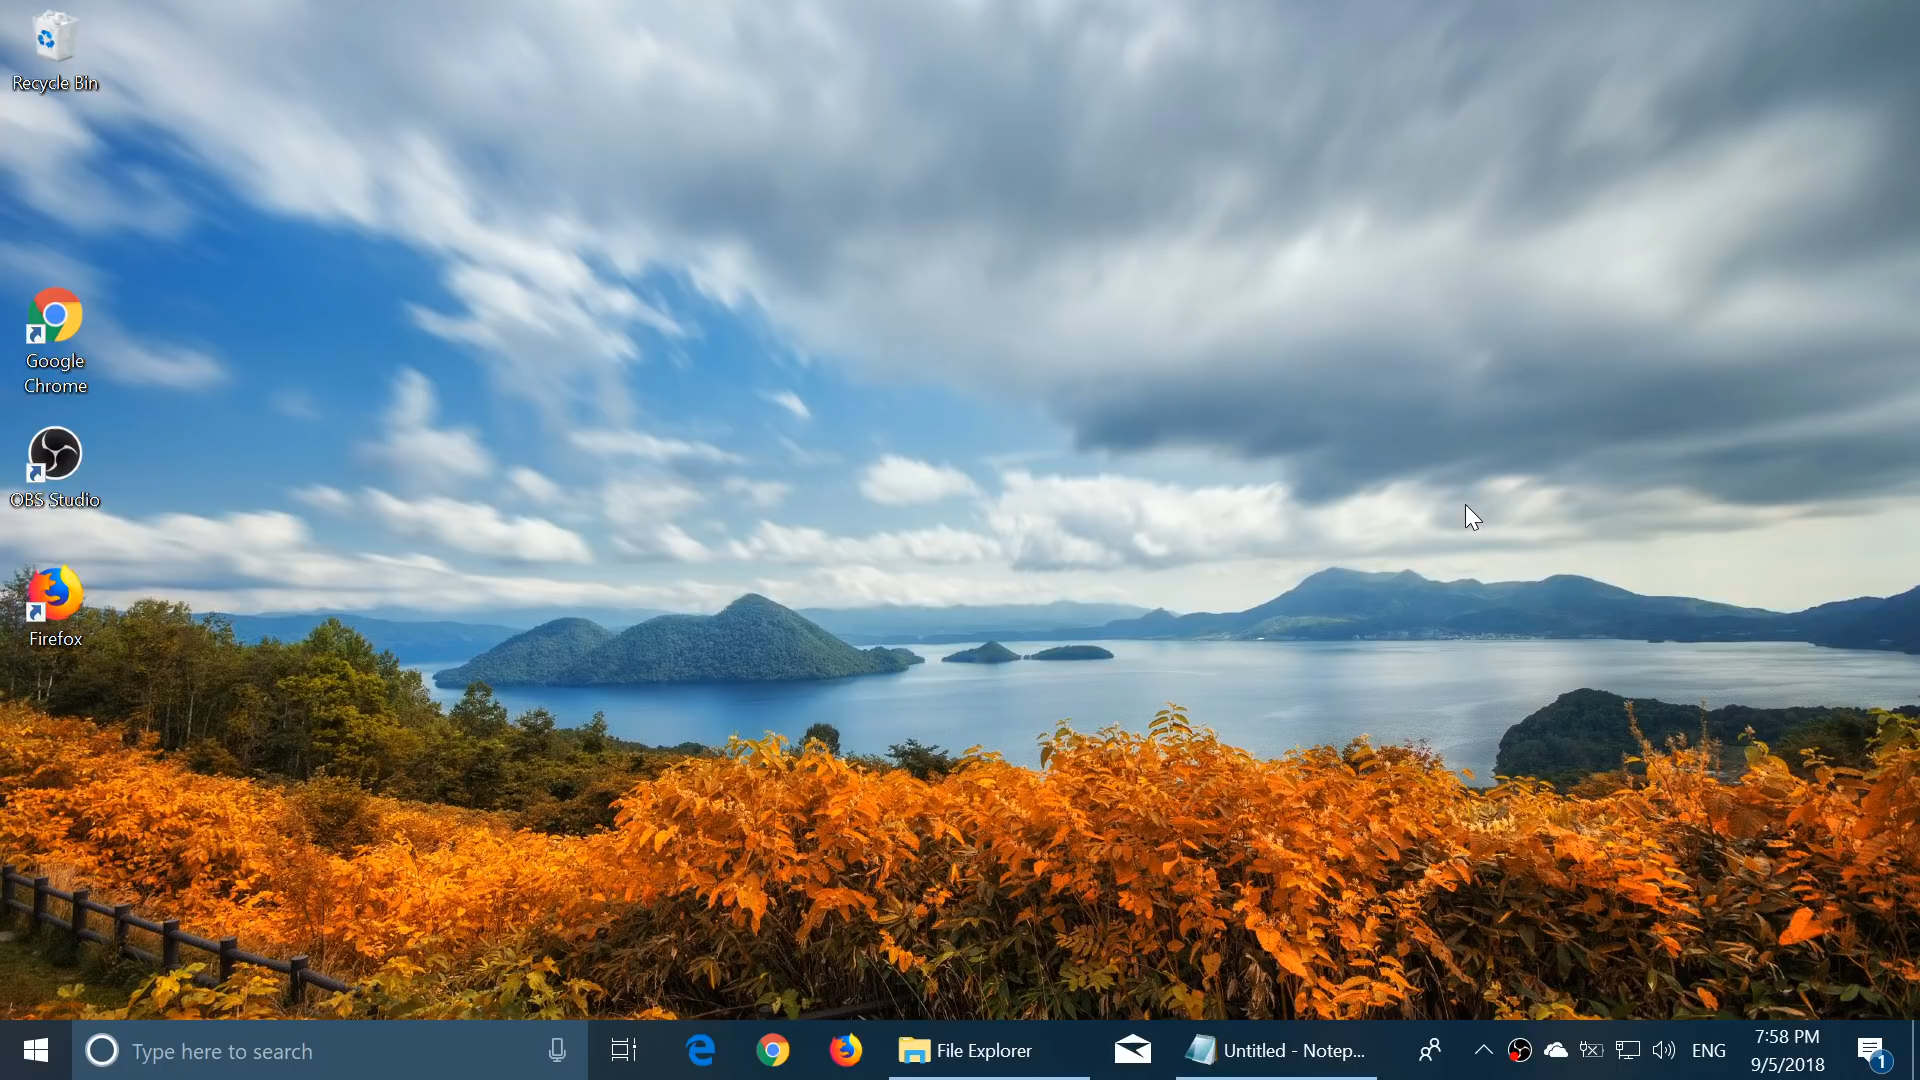 Recycle Bin
Google
Chrome
OBS Studio
Firefox
Type here to search
File Explorer
Untitled - Notep...
ENG
7:58 PM
9/5/2018
1